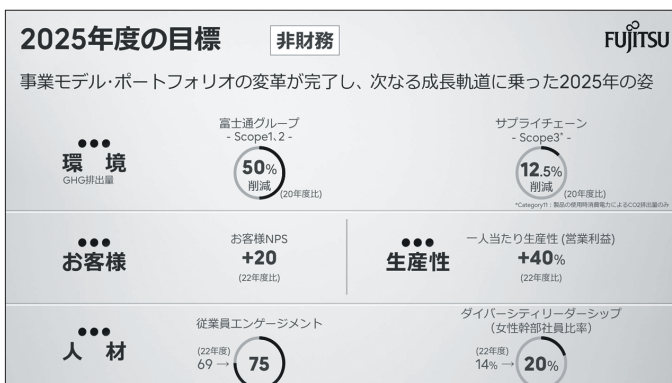 2025年度の目標
非財務
FUJITSU
事業モデル・ポートフォリオの変革が完了し、次なる成長軌道に乗った2025年の姿
環 境
GHG排出量
富士通グループ
- Scope1、2 -
50%
削減
(20年度比)
サプライチェーン
- Scope3* -
12.5%
削減
(20年度比)
*Category11：製品の使用時消費電力によるCO2排出量のみ
お客様
お客様NPS
+20
(22年度比)
生産性
一人当たり生産性 (営業利益)
+40%
(22年度比)
人 材
従業員エンゲージメント
(22年度)
69 → 75
ダイバーシティリーダーシップ
（女性幹部社員比率）
(22年度)
14% → 20%